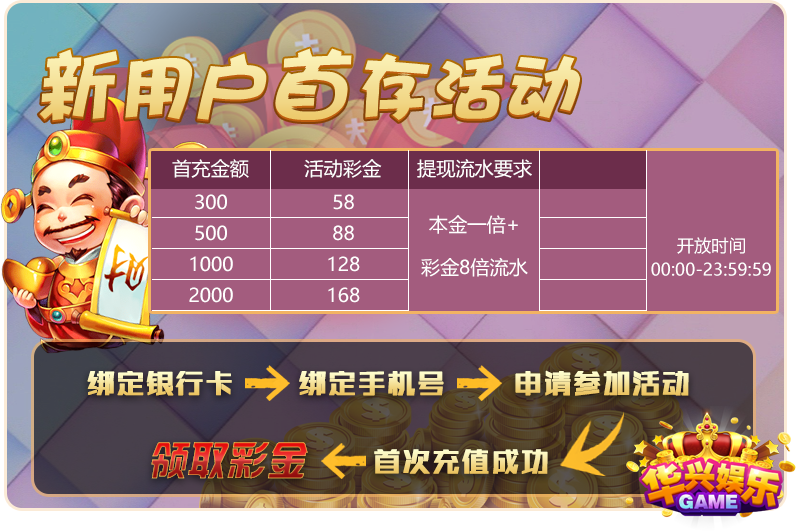 新用户首存活动
首充金额 活动彩金 提现流水要求
300 58
500 88
1000 128
2000 168
本金一倍+
彩金8倍流水
开放时间
00:00-23:59:59
绑定银行卡 绑定手机号 申请参加活动
领取彩金 首次充值成功
华兴娱乐
GAME